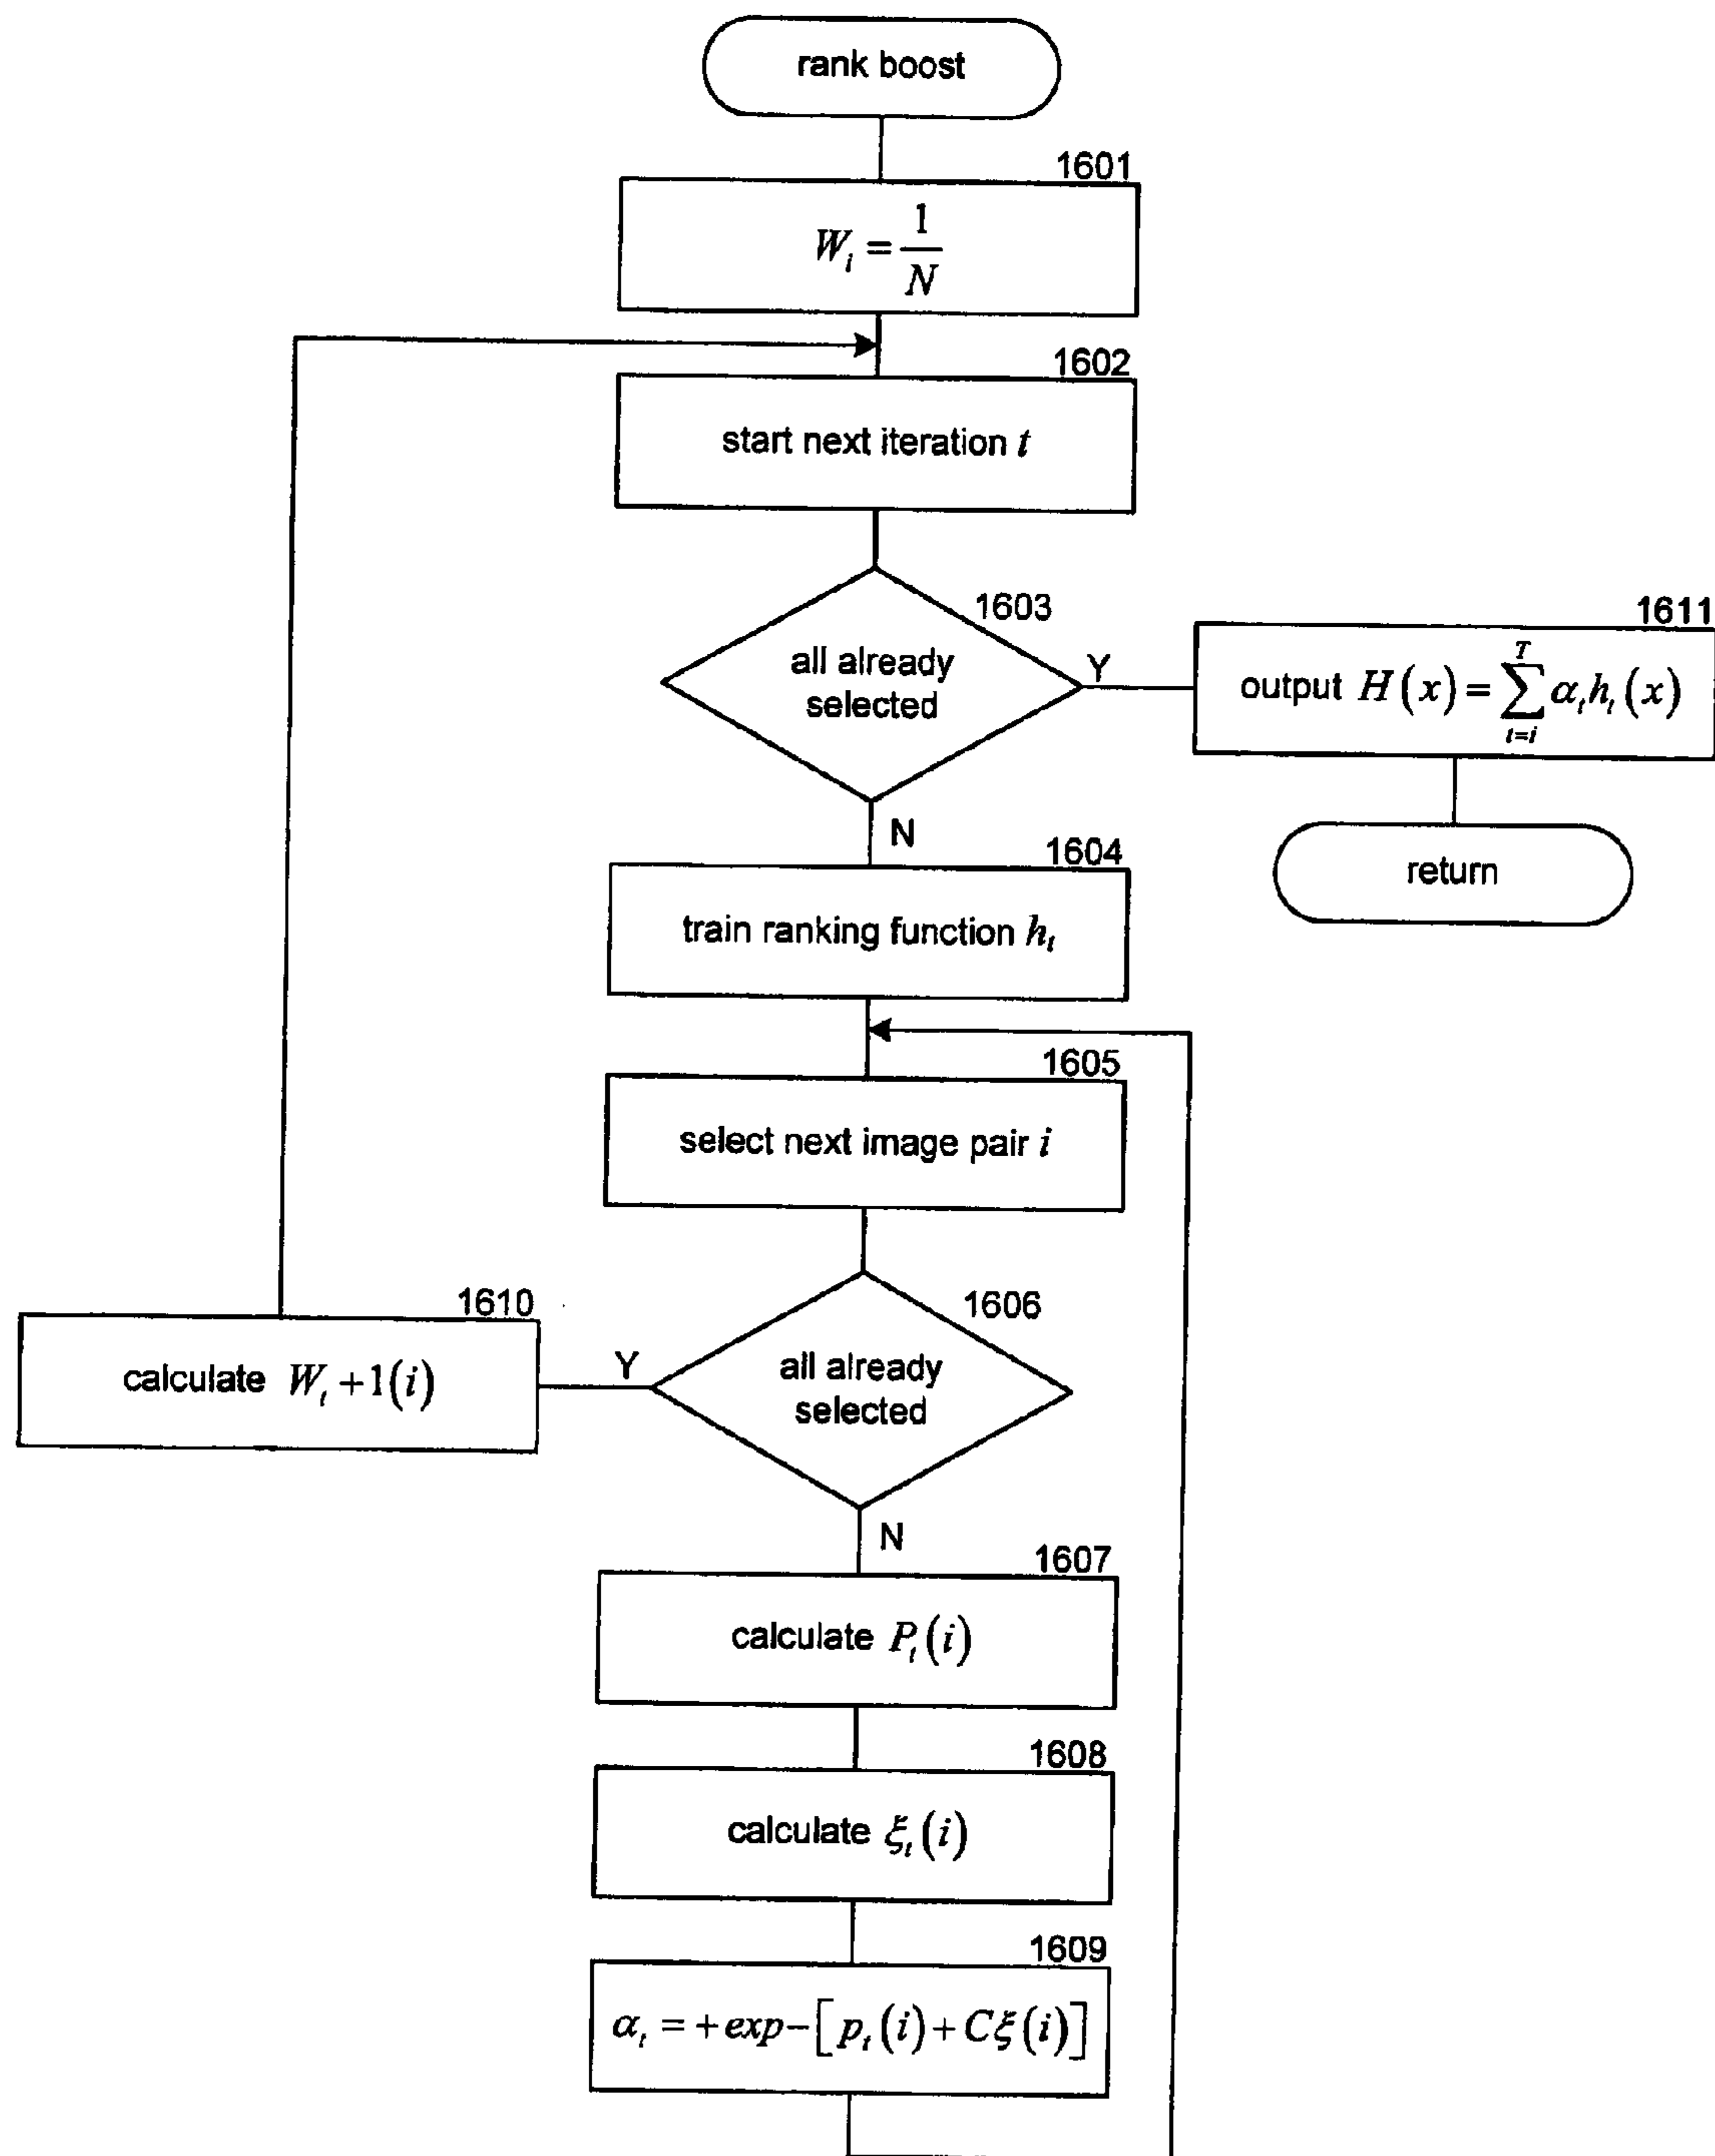 rank boost
1601
W_i = 1/N
1602
start next iteration t
1603
all already
selected
Y
1611
output H(x) = ∑_{t=i}^{T} α_t h_t(x)
N
return
1604
train ranking function h_t
1605
select next image pair i
1606
all already
selected
Y
1610
calculate W_t +1(i)
N
1607
calculate P_t(i)
1608
calculate ξ_t(i)
1609
α_t = +exp−[p_t(i)+Cξ(i)]